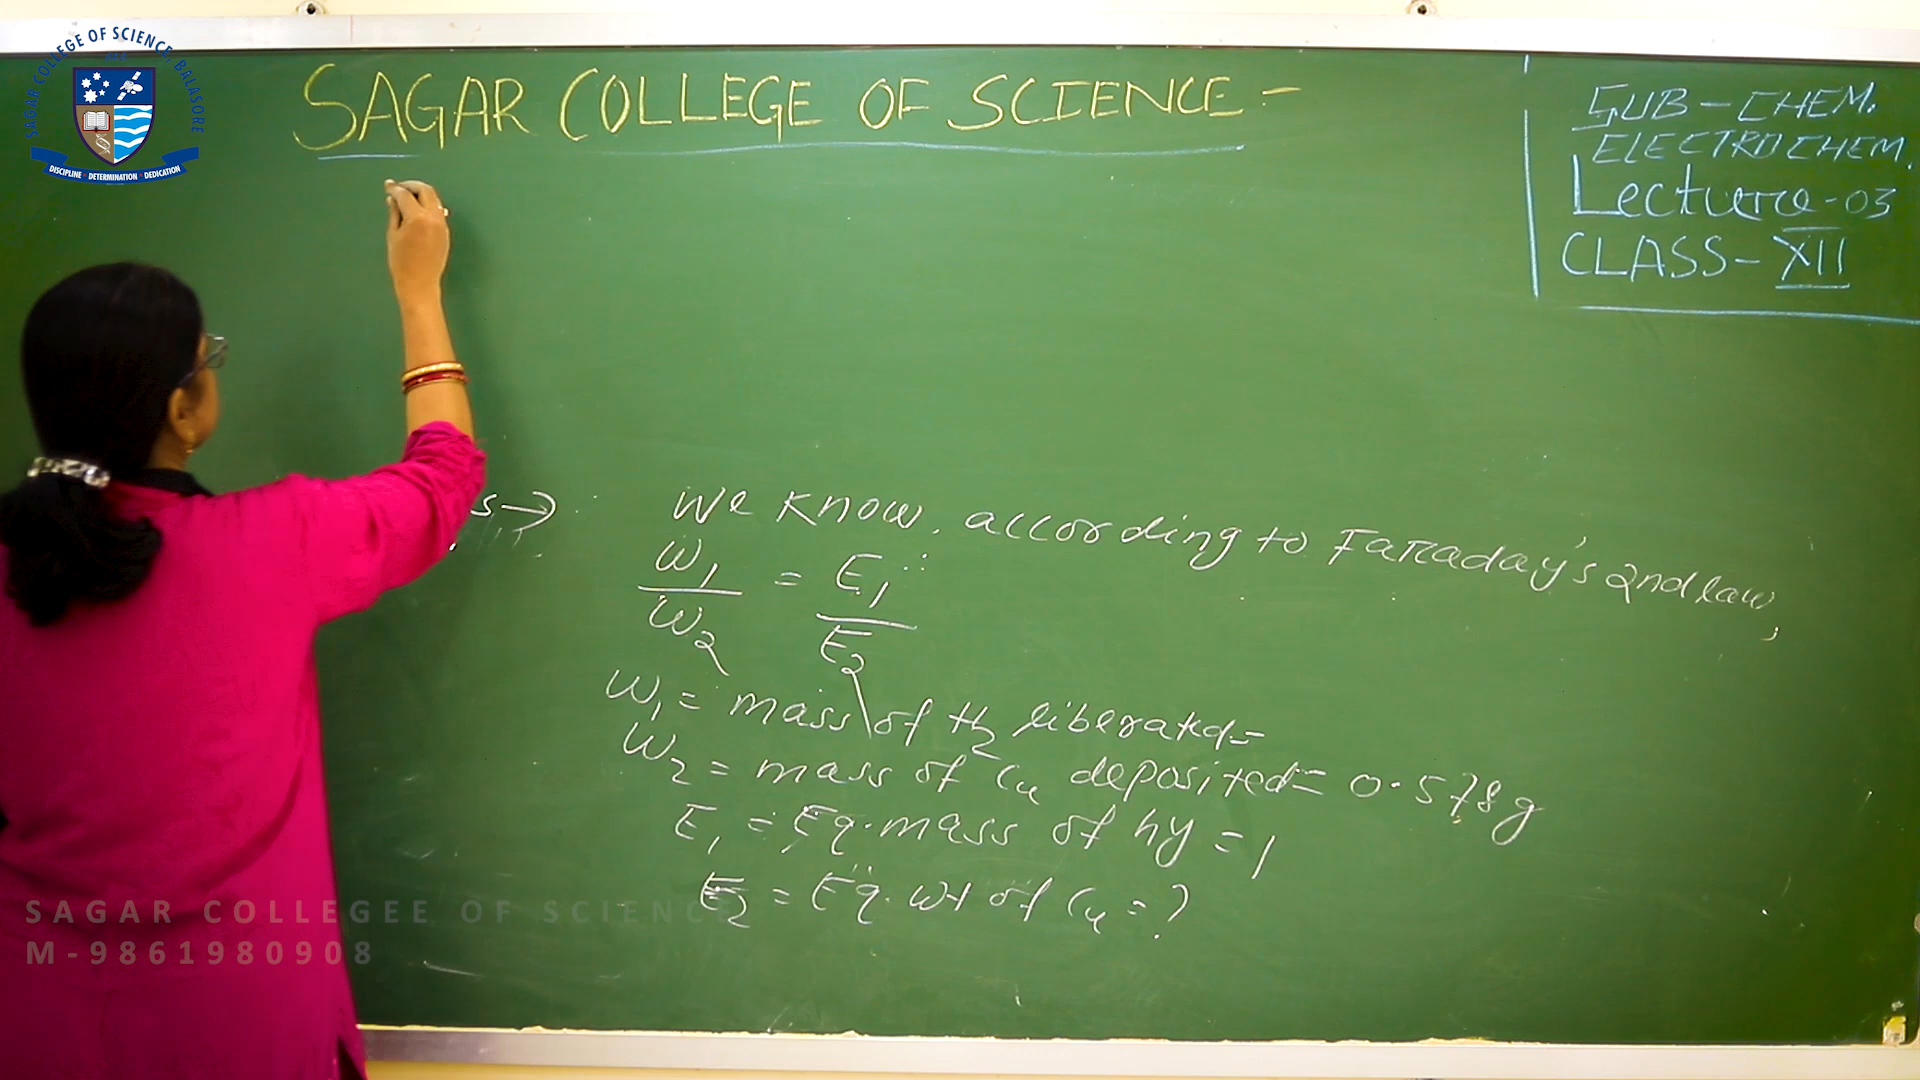 SAGAR COLLEGE OF SCIENCE, BALASORE
DISCIPLINE DETERMINATION DEDICATION
SAGAR COLLEGE OF SCIENCE-
SUB-CHEM.
ELECTROCHEM.
Lecture-03
CLASS-XII
s→
We know, according to Faraday's 2nd law,
W1/W2 = E1/E2
W1 = mass of H2 liberated=
W2 = mass of Cu deposited= 0.578g
E1 = Eq.mass of hy = 1
E2 = Eq. wt of Cu = ?
SAGAR COLLEGEE OF SCIENCE
M-9861980908